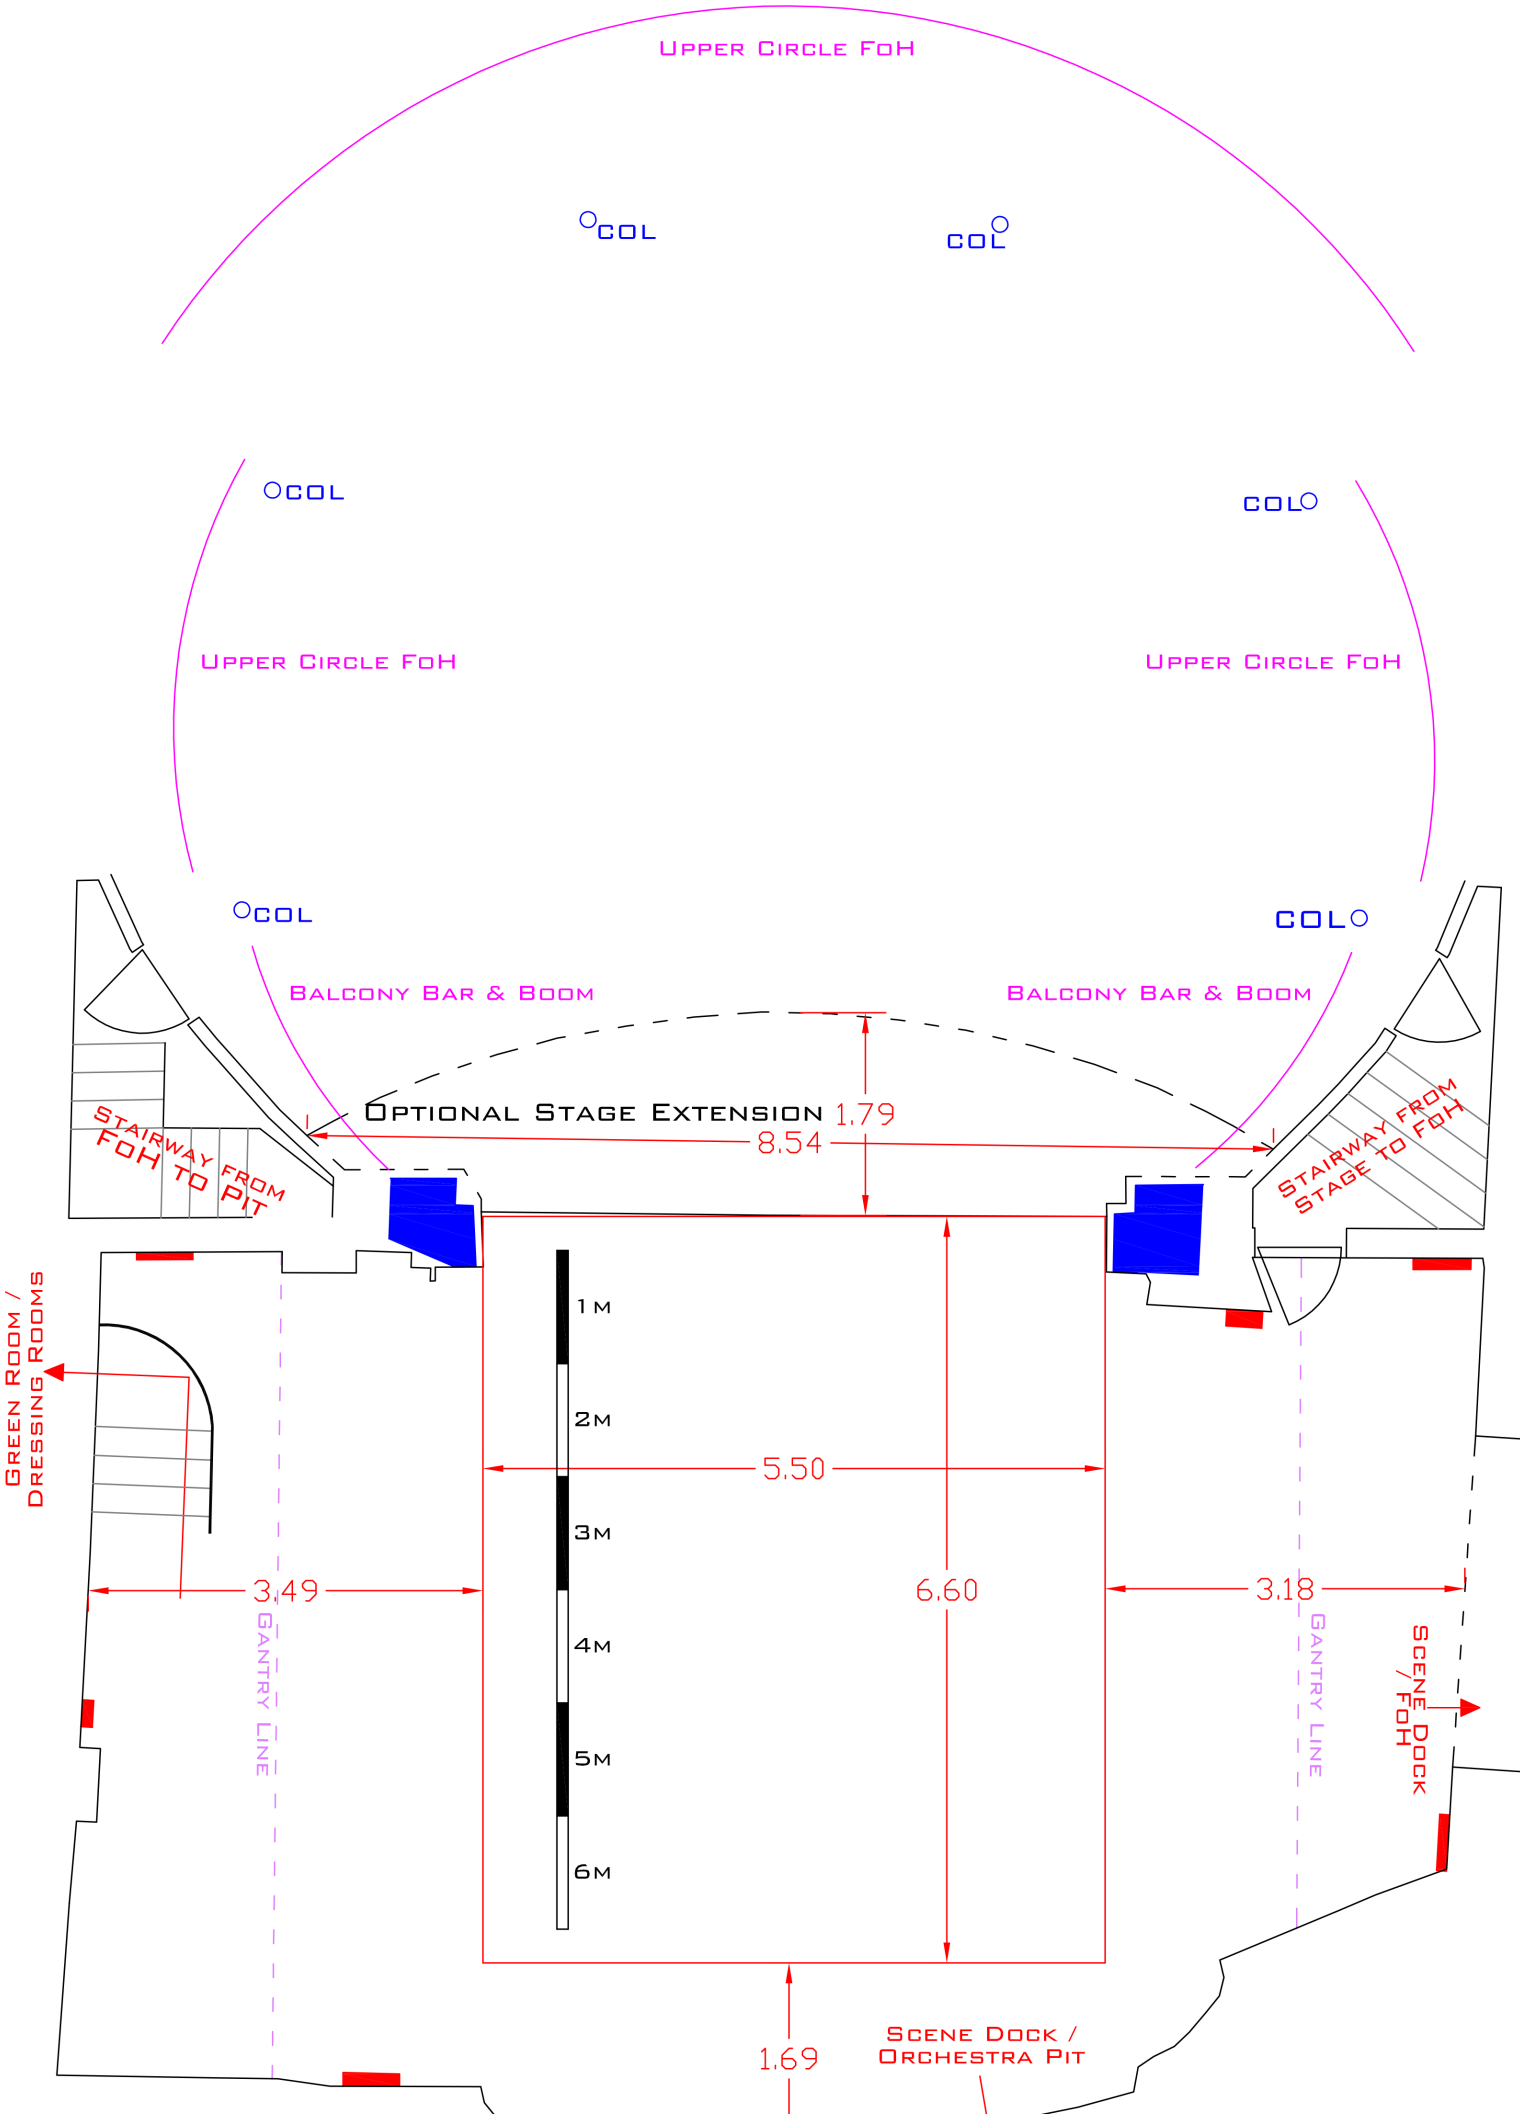 Upper Circle FoH
COL
COL
COL
COL
Upper Circle FoH
Upper Circle FoH
COL
COL
Balcony Bar & Boom
Balcony Bar & Boom
Optional Stage Extension
1.79
8.54
Stairway from
FoH to Pit
Stairway from
Stage to FoH
Green Room /
Dressing Rooms
1m
2m
5.50
3m
3.49
6.60
3.18
Gantry Line
Gantry Line
4m
Scene Dock
/ FoH
5m
6m
Scene Dock /
Orchestra Pit
1.69